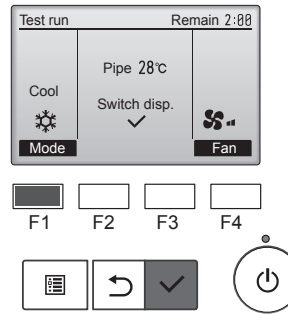 Test run Remain 2:00
Pipe 28℃
Cool
Switch disp.
Mode Fan
F1 F2 F3 F4